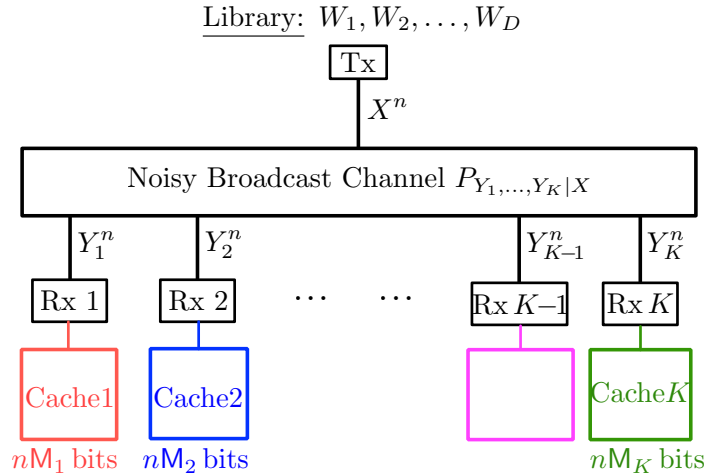 Library: W_1, W_2, ..., W_D
Tx
X^n
Noisy Broadcast Channel P_{Y_1,...,Y_K|X}
Y_1^n Y_2^n Y_{K-1}^n Y_K^n
Rx 1 Rx 2 ... ... Rx K-1 Rx K
Cache1 Cache2 CacheK
nM_1 bits nM_2 bits nM_K bits